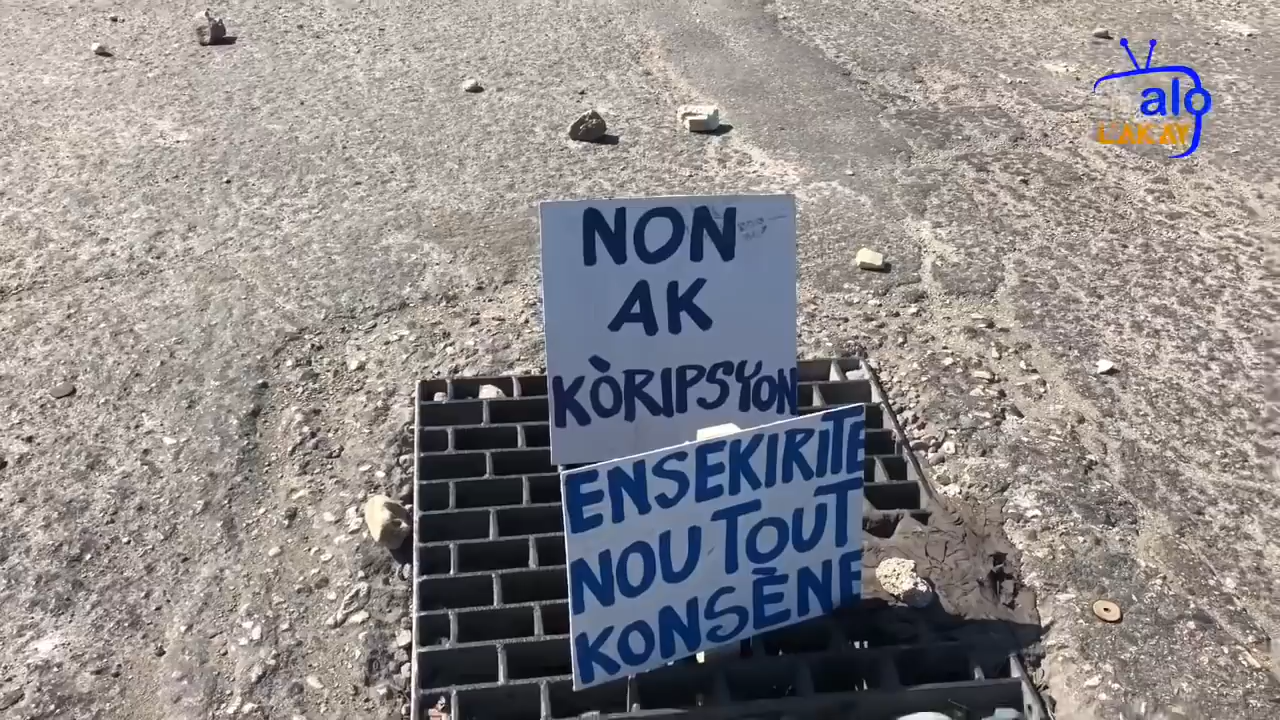 alo
LAKAY
NON
AK
KÒRIPSYON
ENSEKIRITE
NOU TOUT
KONSÈNE